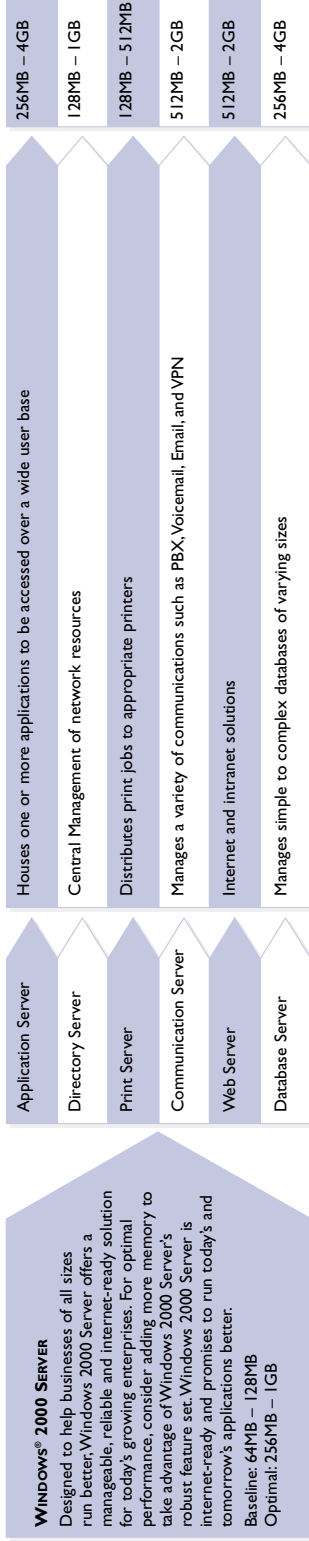 WINDOWS® 2000 SERVER
Designed to help businesses of all sizes
run better, Windows 2000 Server offers a
manageable, reliable and internet-ready solution
for today's growing enterprises. For optimal
performance, consider adding more memory to
take advantage of Windows 2000 Server's
robust feature set. Windows 2000 Server is
internet-ready and promises to run today's and
tomorrow's applications better.
Baseline: 64MB – 128MB
Optimal: 256MB – 1GB
Application Server
Houses one or more applications to be accessed over a wide user base
256MB – 4GB
Directory Server
Central Management of network resources
128MB – 1GB
Print Server
Distributes print jobs to appropriate printers
128MB – 512MB
Communication Server
Manages a variety of communications such as PBX, Voicemail, Email, and VPN
512MB – 2GB
Web Server
Internet and intranet solutions
512MB – 2GB
Database Server
Manages simple to complex databases of varying sizes
256MB – 4GB